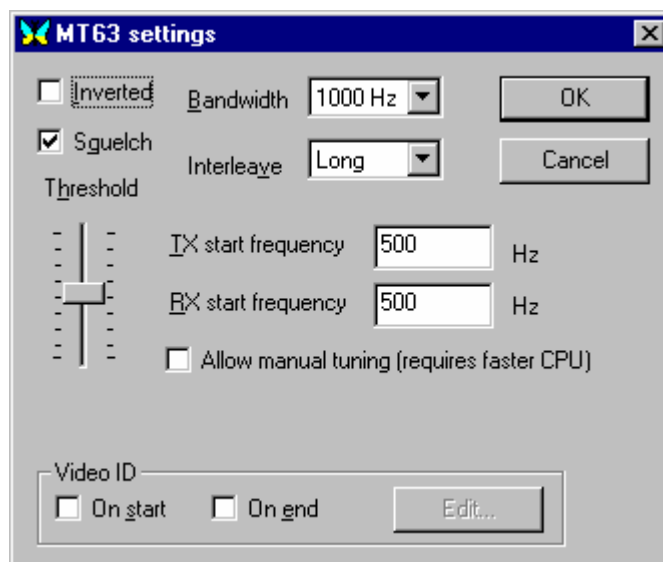 MT63 settings
Inverted
Bandwidth
1000 Hz
OK
Squelch
Interleave
Long
Cancel
Threshold
TX start frequency
500
Hz
RX start frequency
500
Hz
Allow manual tuning (requires faster CPU)
Video ID
On start
On end
Edit...